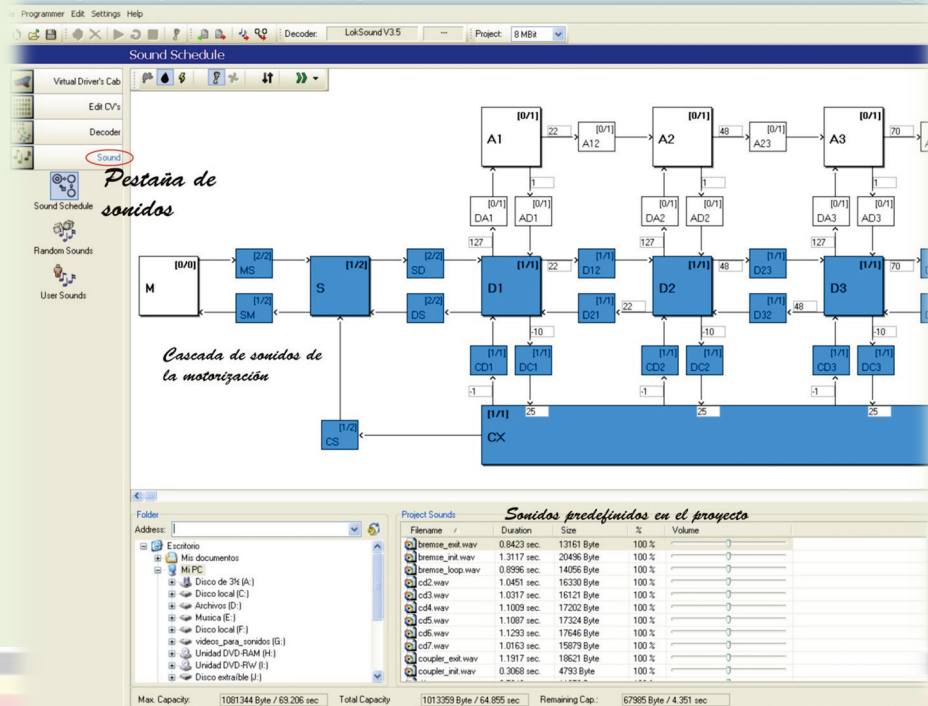 Programmer Edit Settings Help
Decoder: LokSound V3.5 --- Project: 8 MBit
Sound Schedule
Virtual Driver's Cab
Edit CV's
Decoder
Sound
Pestaña de
sonidos
Sound Schedule
Random Sounds
User Sounds
[0/1] A1 22 [0/1] A12 [0/1] A2 48 [0/1] A23 [0/1] A3 70
1 1 1
[0/1] DA1 [0/1] AD1 [0/1] DA2 [0/1] AD2 [0/1] DA3 [0/1] AD3
127 127 127
[0/0] M [2/2] MS [1/2] S [2/2] SD [1/1] D1 22 [1/1] D12 [1/1] D2 48 [1/1] D23 [1/1] D3 70
[1/2] SM [2/2] DS [1/1] D21 22 [1/1] D32 48
-10 -10 -10
Cascada de sonidos de
la motorización
[1/1] CD1 [1/1] DC1 [1/1] CD2 [1/1] DC2 [1/1] CD3 [1/1] DC3
-1 -1 -1
[1/1] 25 25 25
CX
[1/2] CS
Folder
Address:
Escritorio
Mis documentos
Mi PC
Disco de 3½ (A:)
Disco local (C:)
Archivos (D:)
Musica (E:)
Disco local (F:)
videos_para_sonidos (G:)
Unidad DVD-RAM (H:)
Unidad DVD-RW (I:)
Disco extraíble (J:)
Project Sounds
Sonidos predefinidos en el proyecto
Filename Duration Size % Volume
bremse_exit.wav 0.8423 sec. 13161 Byte 100 %
bremse_init.wav 1.3117 sec. 20496 Byte 100 %
bremse_loop.wav 0.8996 sec. 14056 Byte 100 %
cd2.wav 1.0451 sec. 16330 Byte 100 %
cd3.wav 1.0317 sec. 16121 Byte 100 %
cd4.wav 1.1009 sec. 17202 Byte 100 %
cd5.wav 1.1087 sec. 17324 Byte 100 %
cd6.wav 1.1293 sec. 17646 Byte 100 %
cd7.wav 1.0163 sec. 15879 Byte 100 %
coupler_exit.wav 1.1917 sec. 18621 Byte 100 %
coupler_init.wav 0.3068 sec. 4793 Byte 100 %
Max. Capacity: 1081344 Byte / 69.206 sec Total Capacity 1013359 Byte / 64.855 sec Remaining Cap.: 67985 Byte / 4.351 sec